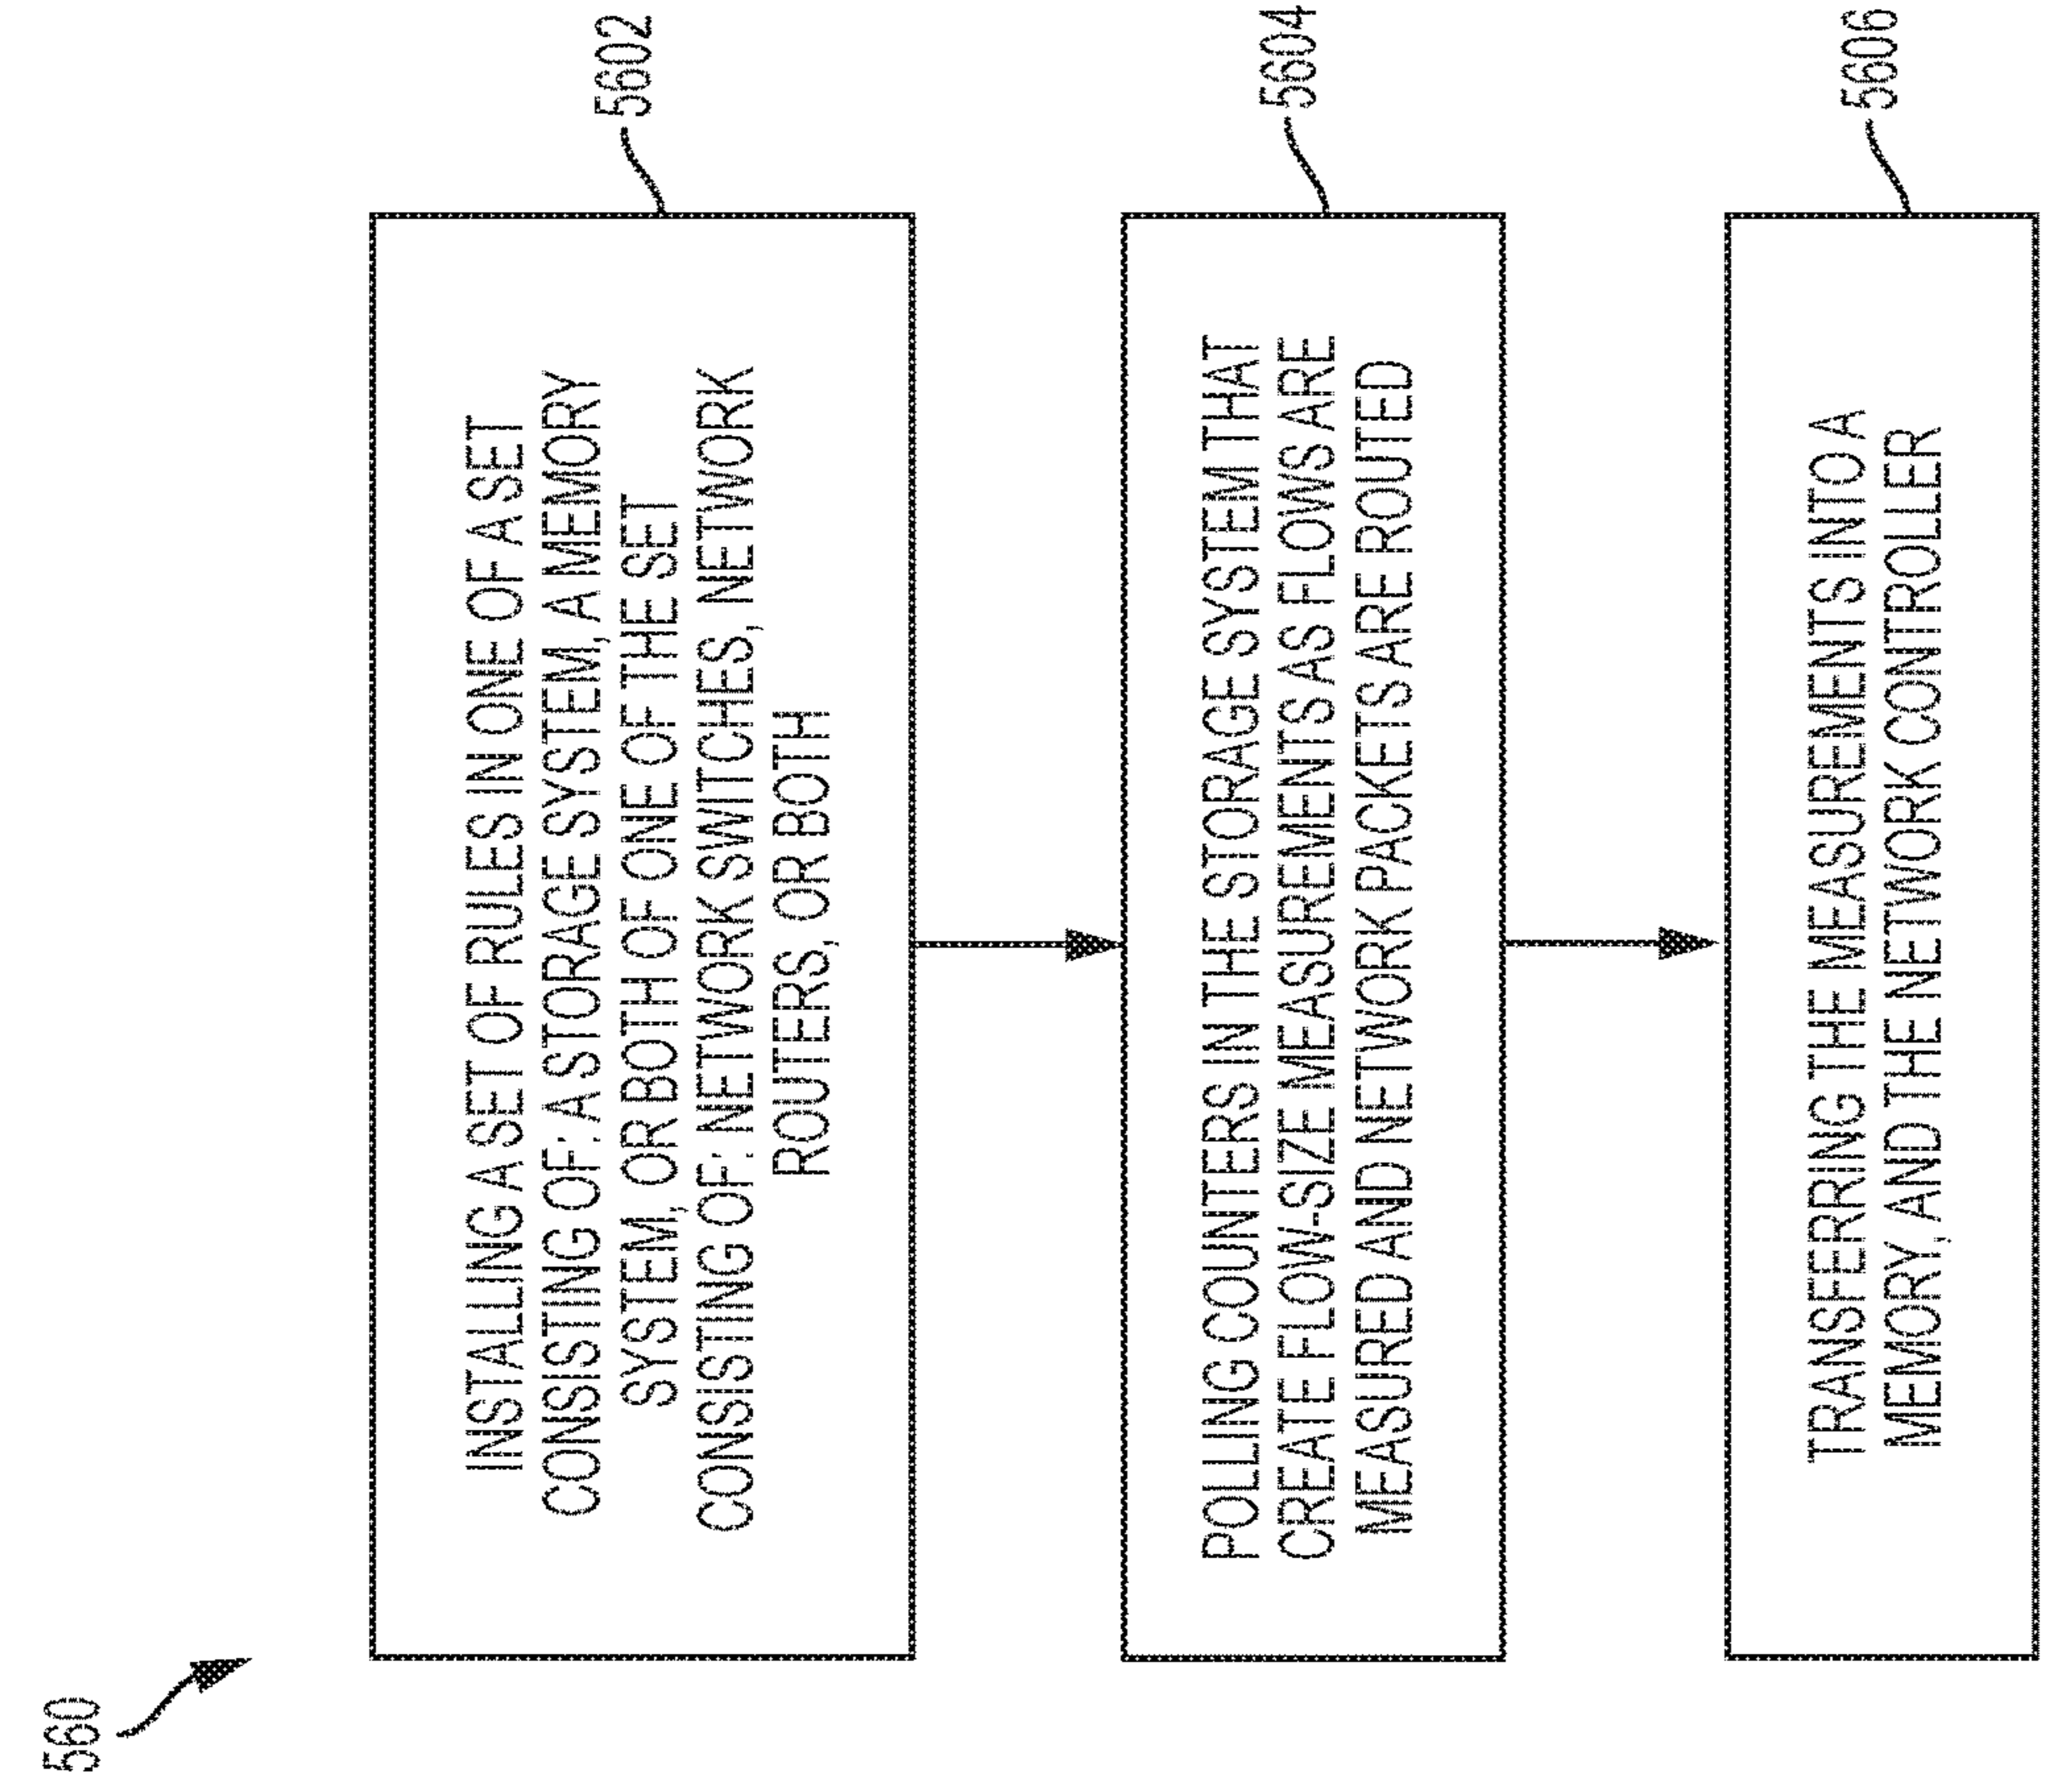 560
INSTALLING A SET OF RULES IN ONE OF A SET
CONSISTING OF: A STORAGE SYSTEM, A MEMORY
SYSTEM, OR BOTH OF ONE OF THE SET
CONSISTING OF: NETWORK SWITCHES, NETWORK
ROUTERS, OR BOTH
5602
POLLING COUNTERS IN THE STORAGE SYSTEM THAT
CREATE FLOW-SIZE MEASUREMENTS AS FLOWS ARE
MEASURED AND NETWORK PACKETS ARE ROUTED
5604
TRANSFERRING THE MEASUREMENTS INTO A
MEMORY, AND THE NETWORK CONTROLLER
5606